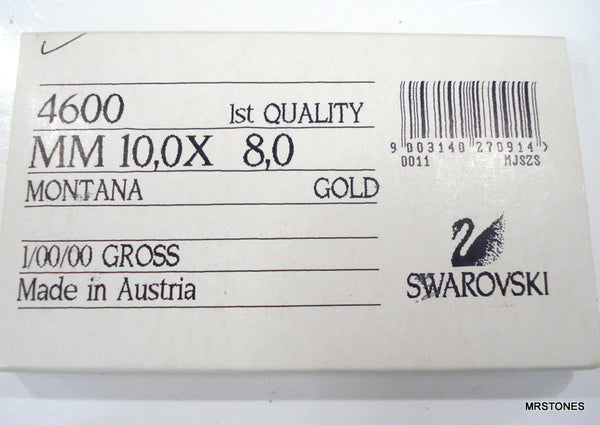 4600 1st QUALITY
MM 10,0X 8,0
MONTANA GOLD
1/00/00 GROSS
Made in Austria
9 003140 270914
0011 MJSZS
SWAROVSKI
MRSTONES